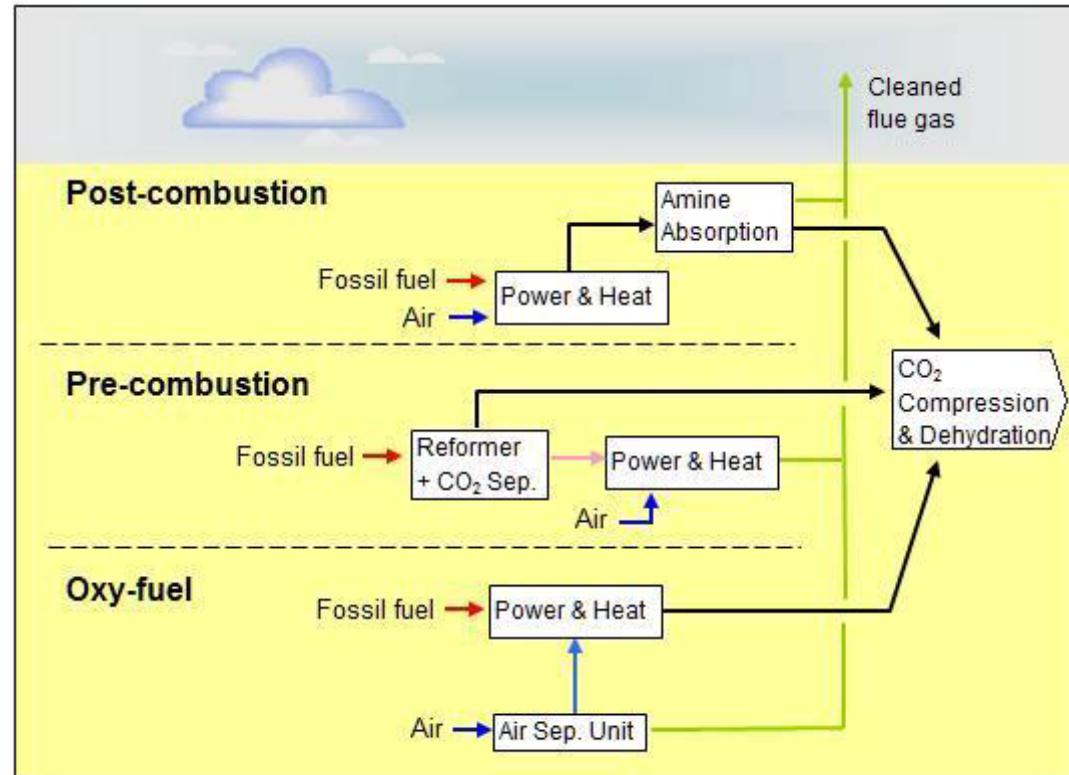 Cleaned
flue gas
Post-combustion
Amine
Absorption
Fossil fuel
Power & Heat
Air
Pre-combustion
CO₂
Compression
& Dehydration
Fossil fuel
Reformer
+ CO₂ Sep.
Power & Heat
Air
Oxy-fuel
Fossil fuel
Power & Heat
Air
Air Sep. Unit